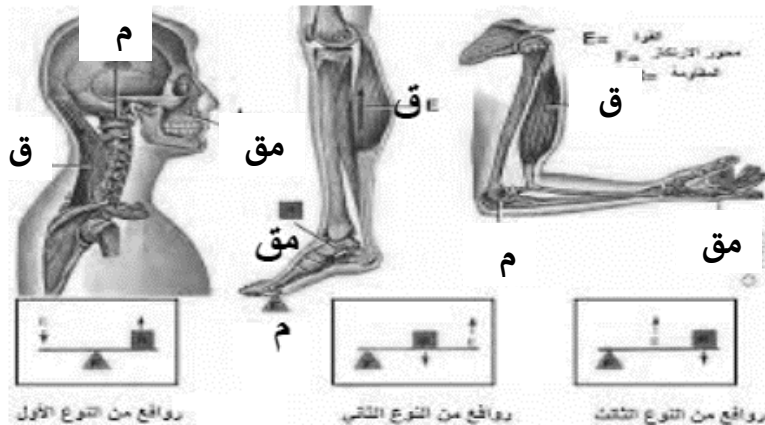 م
ق
مق
ق
E
مق
م
E= القوة
F= محور الارتكاز
R= المقاومة
ق
م
مق
روافع من النوع الأول
روافع من النوع الثاني
روافع من النوع الثالث